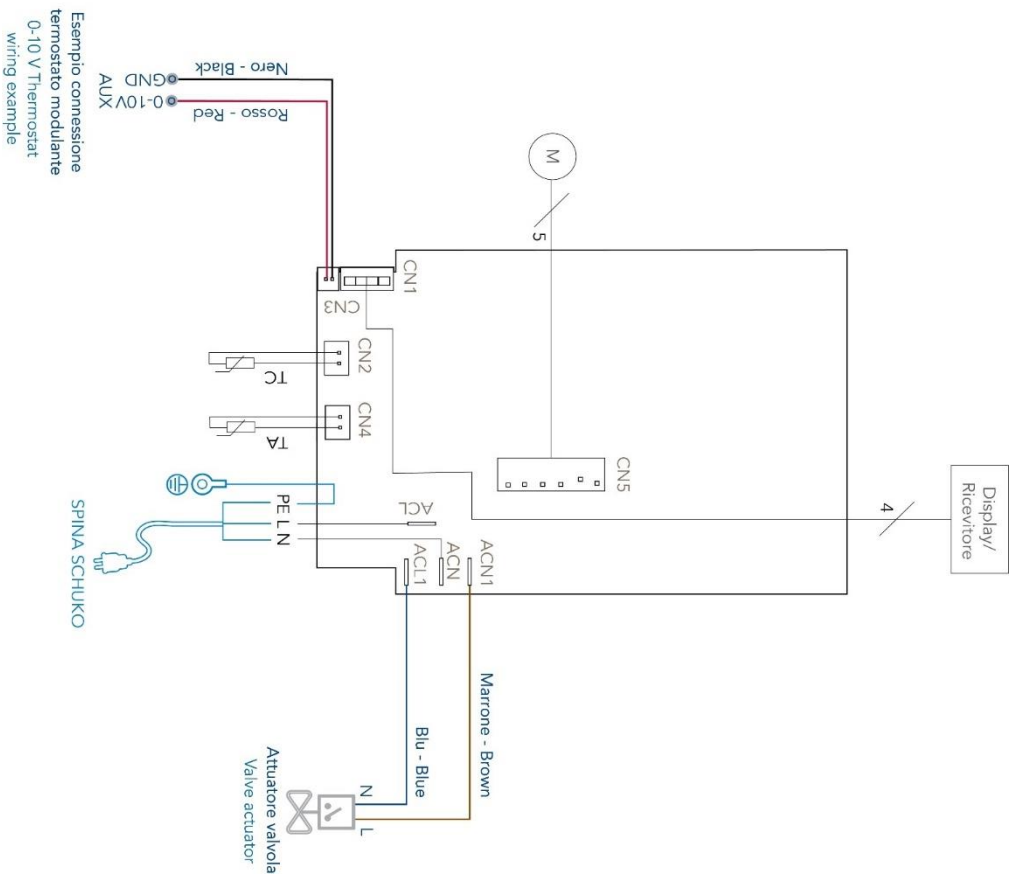 Esempio connessione
termostato modulante
0-10 V Thermostat
wiring example
GND
0-10V
AUX
Nero - Black
Rosso - Red
M
5
CN1
CN3
CN2
TC
CN4
TA
CN5
Display/
Ricevitore
4
PE L N
SPINA SCHUKO
ACL
ACL1
ACN
ACN1
Marrone - Brown
Blu - Blue
N
L
Attuatore valvola
Valve actuator